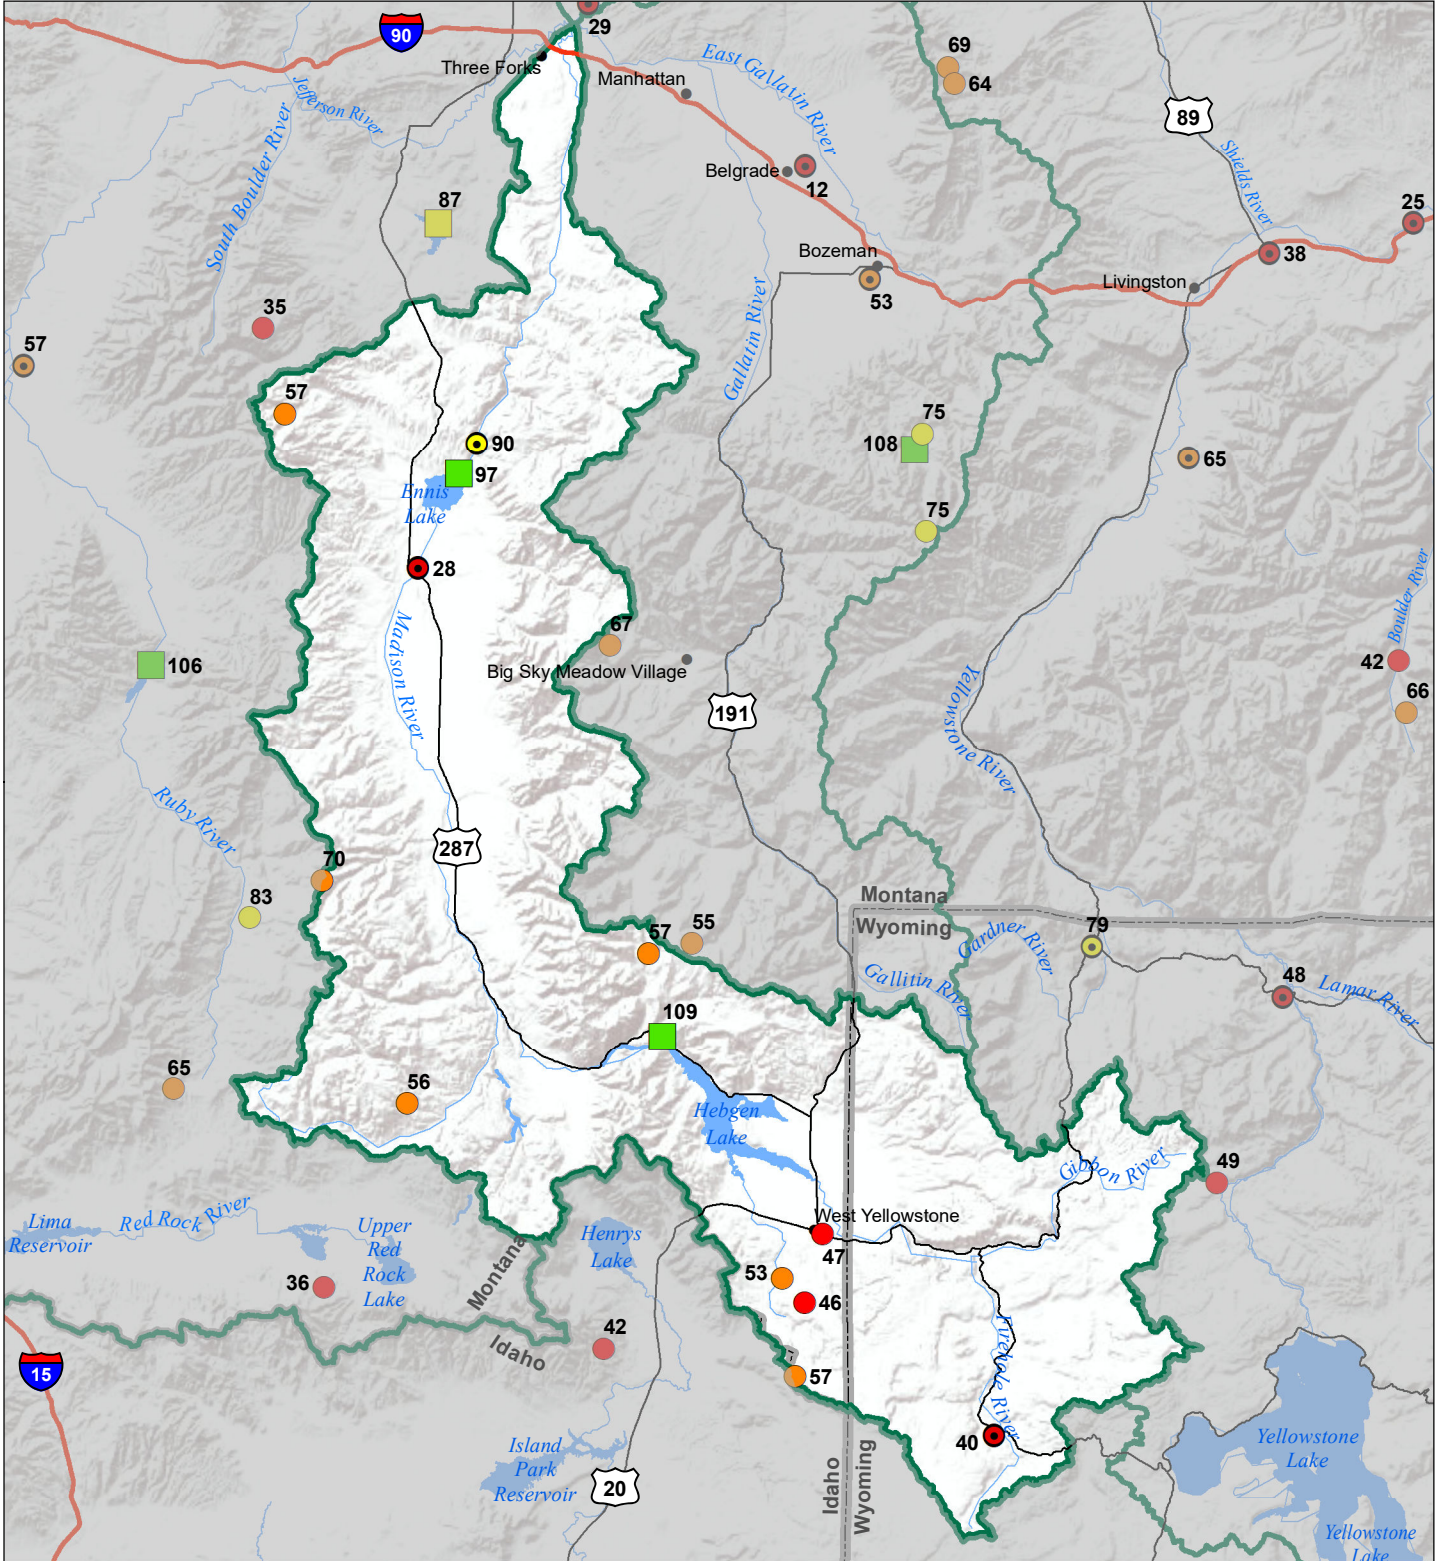 29
90
Three Forks
Manhattan
East Gallatin River
69
64
89
Jefferson River
South Boulder River
Belgrade
12
Shields River
87
25
Bozeman
38
53
Livingston
35
57
Gallatin River
57
75
108
90
65
97
Ennis
Lake
75
28
Boulder River
Madison River
67
Big Sky Meadow Village
106
42
66
191
Yellowstone River
Ruby River
287
70
83
Montana
Wyoming
57
55
Gardner River
79
Gallitin River
48
Lamar River
109
65
56
Hebgen
Lake
Gibbon River
49
Lima
Reservoir
Red Rock River
Upper
Red
Rock
Lake
Henrys
Lake
West Yellowstone
47
Montana
Idaho
36
53
46
42
15
57
Firehole River
40
Island
Park
Reservoir
20
Idaho
Wyoming
Yellowstone
Lake
Yellowstone
Lake